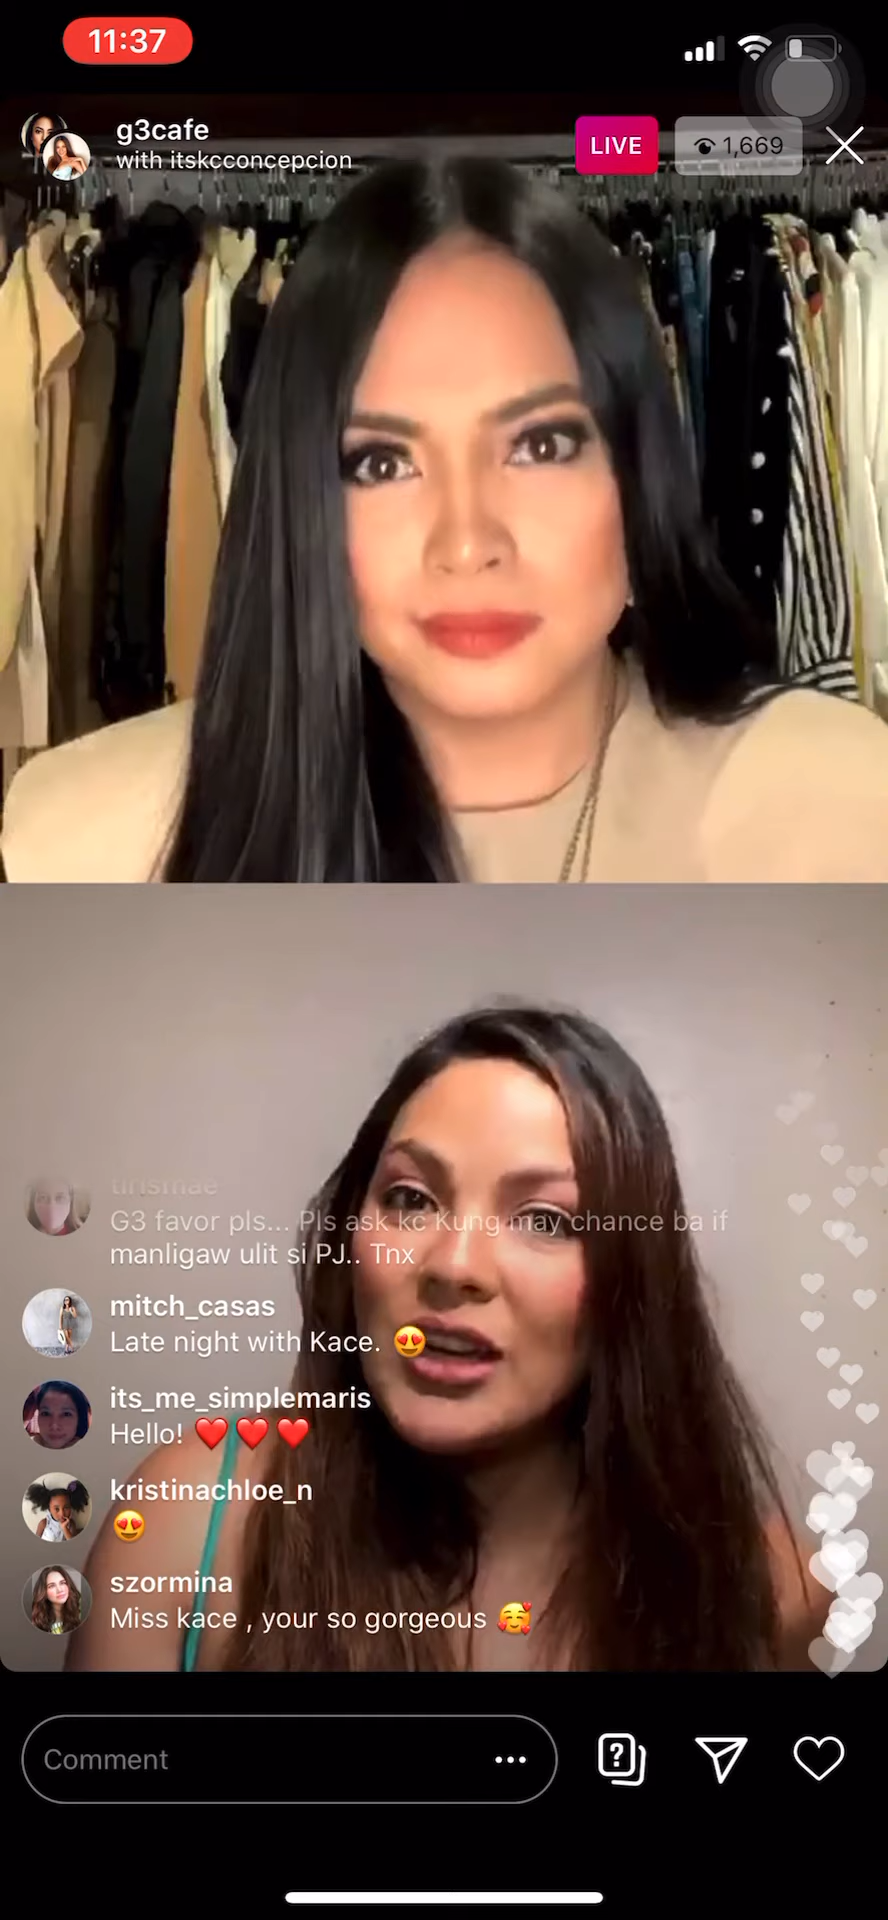 11:37
g3cafe
with itskcconcepcion
LIVE
1,669
tirismae
G3 favor pls... Pls ask kc Kung may chance ba if
manligaw ulit si PJ.. Tnx
mitch_casas
Late night with Kace. 😍
its_me_simplemaris
Hello! ❤️❤️❤️
kristinachloe_n
😍
szormina
Miss kace , your so gorgeous 🥰
Comment